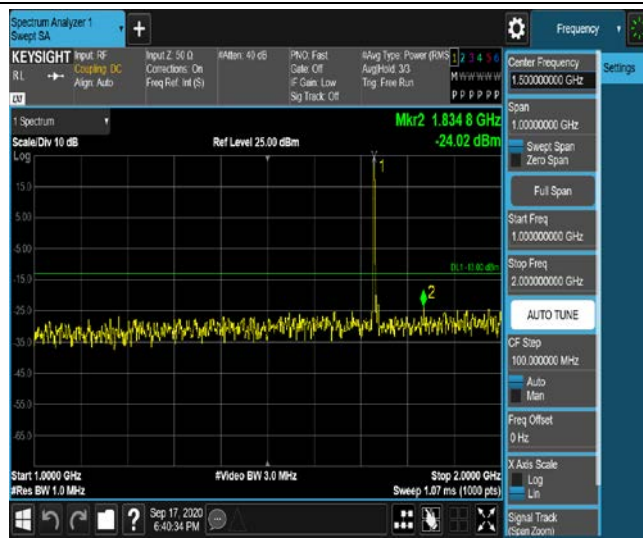 Spectrum Analyzer 1
Swept SA
+
Frequency
KEYSIGHT
RL
Input: RF
Coupling: DC
Align: Auto
Input Z: 50 Ω
Corrections: On
Freq Ref: Int (S)
#Atten: 40 dB
PNO: Fast
Gate: Off
IF Gain: Low
Sig Track: Off
#Avg Type: Power (RMS
Avg|Hold: 3/3
Trig: Free Run
1 2 3 4 5 6
M W W W W W
P P P P P P
1 Spectrum
Scale/Div 10 dB
Ref Level 25.00 dBm
Mkr2 1.834 8 GHz
-24.02 dBm
Log
15.0
5.00
-5.00
-15.0
-25.0
-35.0
-45.0
-55.0
-65.0
1
DL1 -13.00 dBm
2
Start 1.0000 GHz
#Res BW 1.0 MHz
#Video BW 3.0 MHz
Stop 2.0000 GHz
Sweep 1.07 ms (1000 pts)
Center Frequency
1.500000000 GHz
Settings
Span
1.00000000 GHz
Swept Span
Zero Span
Full Span
Start Freq
1.000000000 GHz
Stop Freq
2.000000000 GHz
AUTO TUNE
CF Step
100.000000 MHz
Auto
Man
Freq Offset
0 Hz
X Axis Scale
Log
Lin
Signal Track
(Span Zoom)
?
Sep 17, 2020
6:40:34 PM